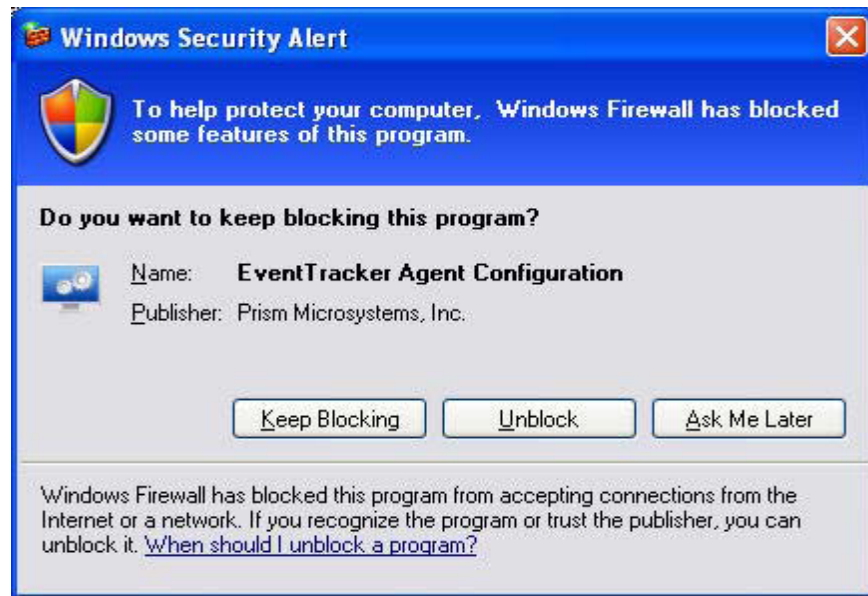 Windows Security Alert
To help protect your computer, Windows Firewall has blocked
some features of this program.
Do you want to keep blocking this program?
Name: EventTracker Agent Configuration
Publisher: Prism Microsystems, Inc.
Keep Blocking Unblock Ask Me Later
Windows Firewall has blocked this program from accepting connections from the
Internet or a network. If you recognize the program or trust the publisher, you can
unblock it. When should I unblock a program?